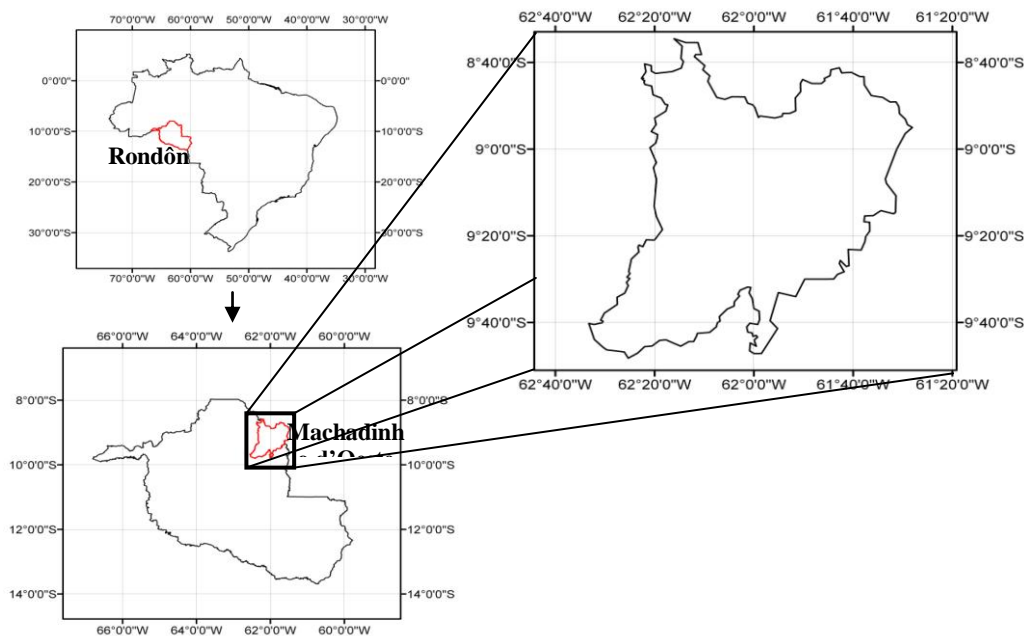 70°0'0"W 60°0'0"W 50°0'0"W 40°0'0"W 30°0'0"W
0°0'0" 0°0'0"
10°0'0"S 10°0'0"S
Rondôn
20°0'0"S 20°0'0"S
30°0'0"S 30°0'0"S
70°0'0"W 60°0'0"W 50°0'0"W 40°0'0"W 30°0'0"W
62°40'0"W 62°20'0"W 62°0'0"W 61°40'0"W 61°20'0"W
8°40'0"S 8°40'0"S
9°0'0"S 9°0'0"S
9°20'0"S 9°20'0"S
9°40'0"S 9°40'0"S
62°40'0"W 62°20'0"W 62°0'0"W 61°40'0"W 61°20'0"W
66°0'0"W 64°0'0"W 62°0'0"W 60°0'0"W
8°0'0"S 8°0'0"S
Machadinh
10°0'0"S 10°0'0"S
12°0'0"S 12°0'0"S
14°0'0"S 14°0'0"S
66°0'0"W 64°0'0"W 62°0'0"W 60°0'0"W